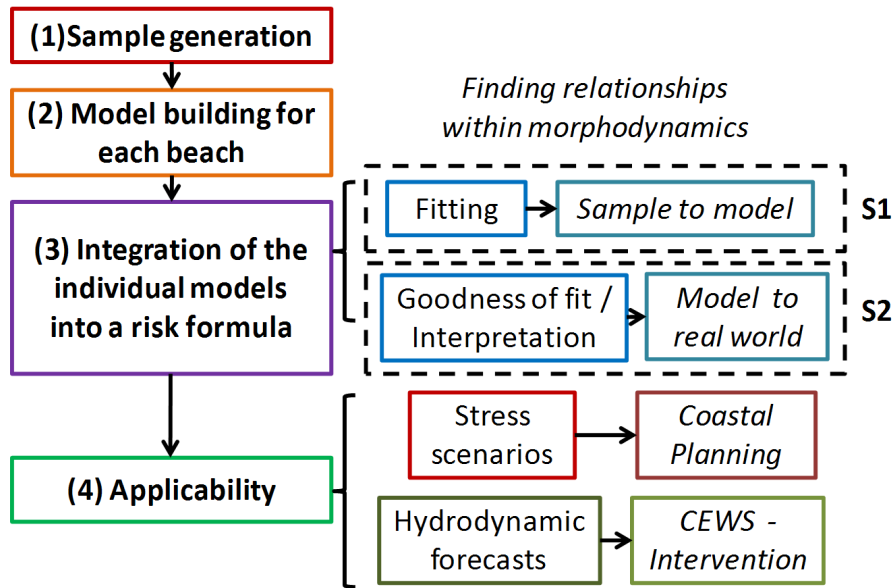 (1)Sample generation
(2) Model building for
each beach
(3) Integration of the
individual models
into a risk formula
(4) Applicability
Finding relationships
within morphodynamics
Fitting
Sample to model
S1
Goodness of fit /
Interpretation
Model to
real world
S2
Stress
scenarios
Coastal
Planning
Hydrodynamic
forecasts
CEWS -
Intervention